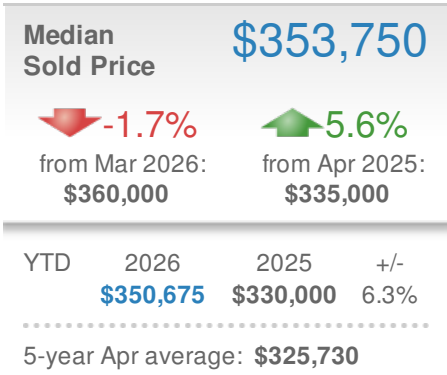 Median
Sold Price
$353,750
-1.7%
from Mar 2026:
$360,000
5.6%
from Apr 2025:
$335,000
YTD 2026 2025 +/-
$350,675 $330,000 6.3%
5-year Apr average: $325,730